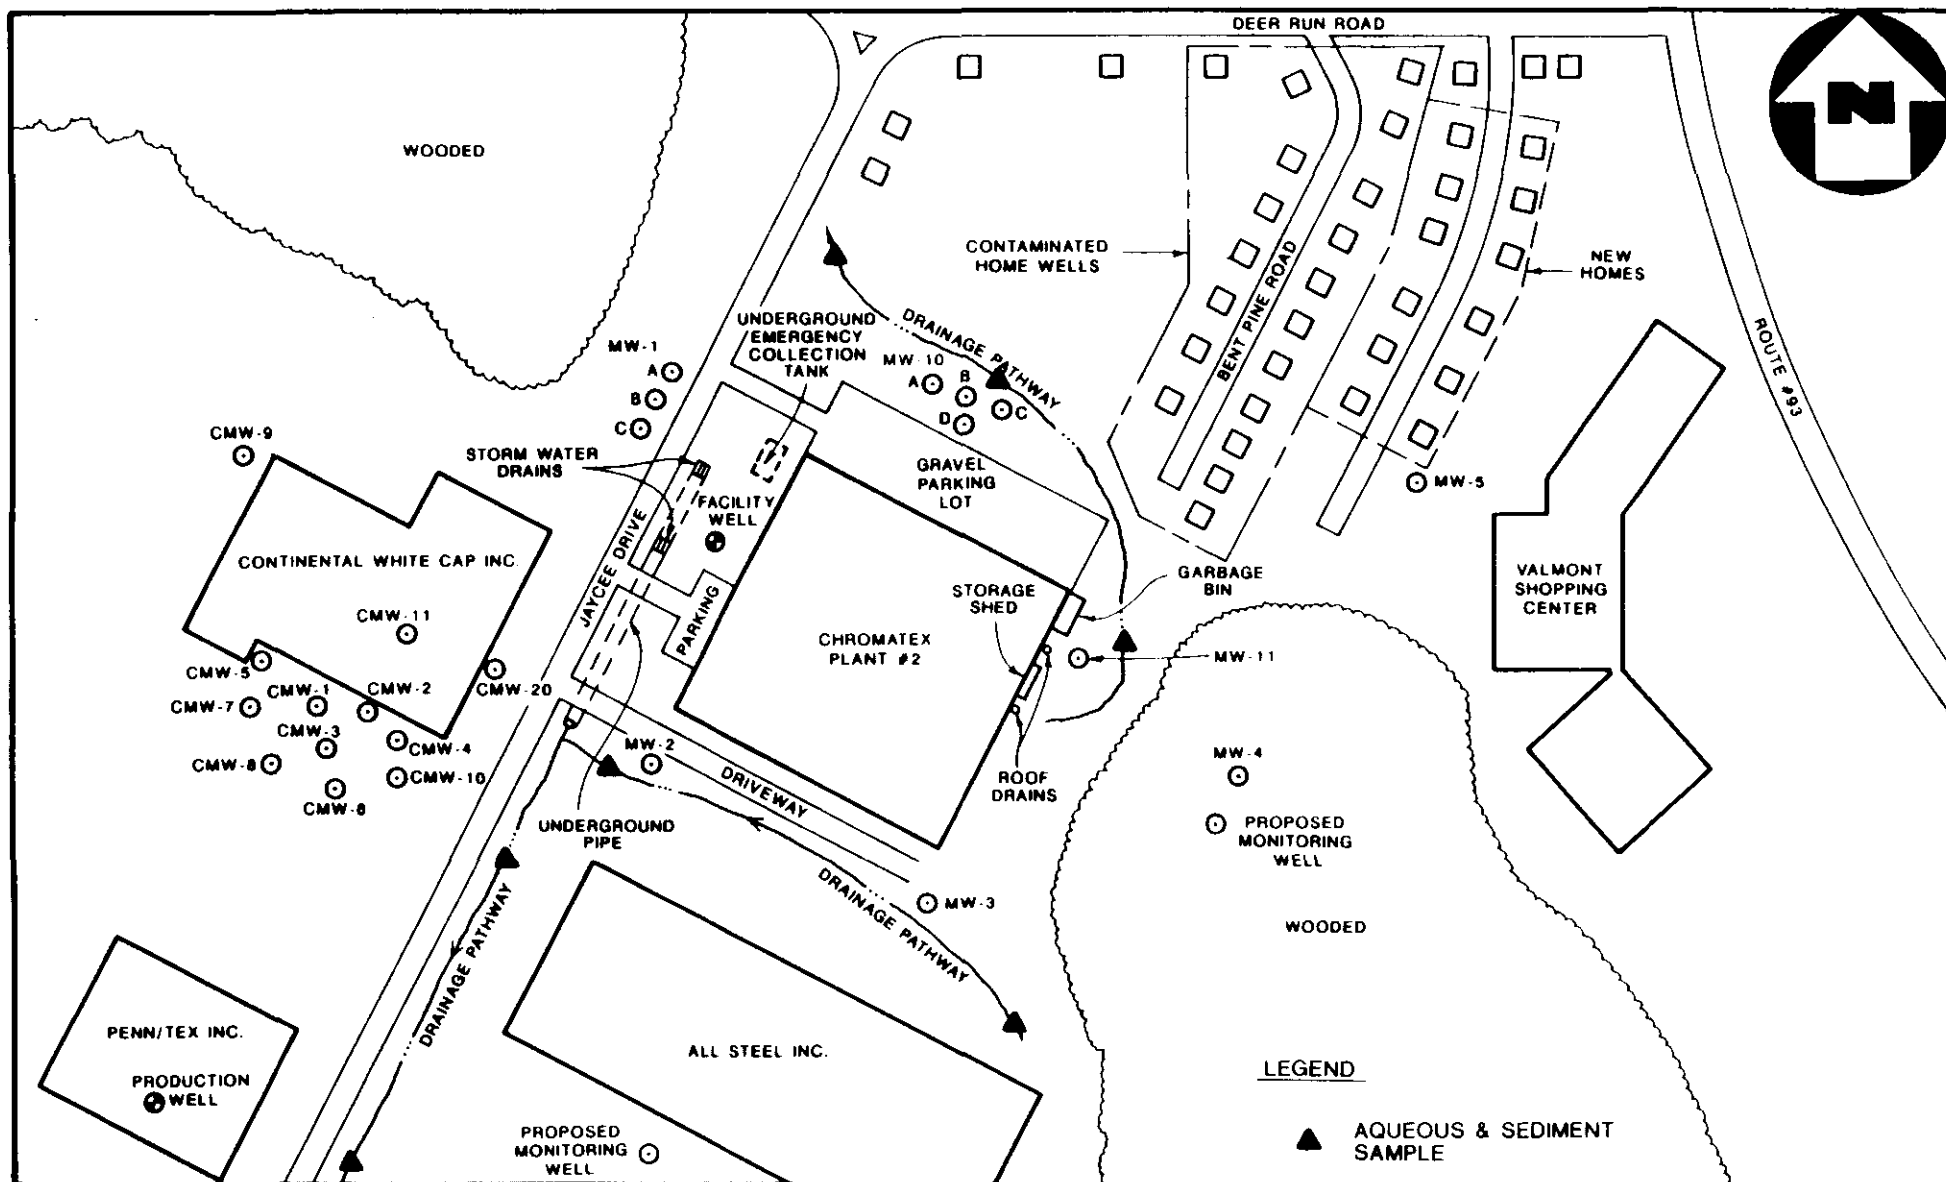 DEER RUN ROAD
N
WOODED
CONTAMINATED
HOME WELLS
NEW
HOMES
BENT PINE ROAD
ROUTE #93
UNDERGROUND
EMERGENCY
COLLECTION
TANK
DRAINAGE PATHWAY
MW-1
A
B
C
MW-10
A
B
C
D
CMW-9
STORM WATER
DRAINS
GRAVEL
PARKING
LOT
MW-5
FACILITY
WELL
JAYCEE DRIVE
CONTINENTAL WHITE CAP INC.
CMW-11
PARKING
STORAGE
SHED
GARBAGE
BIN
VALMONT
SHOPPING
CENTER
CHROMATEX
PLANT #2
MW-11
CMW-5
CMW-1
CMW-2
CMW-20
CMW-7
CMW-3
CMW-4
CMW-8
CMW-10
CMW-8
MW-2
DRIVEWAY
ROOF
DRAINS
MW-4
UNDERGROUND
PIPE
PROPOSED
MONITORING
WELL
DRAINAGE PATHWAY
DRAINAGE PATHWAY
MW-3
WOODED
PENN/TEX INC.
PRODUCTION
WELL
ALL STEEL INC.
PROPOSED
MONITORING
WELL
LEGEND
AQUEOUS & SEDIMENT
SAMPLE